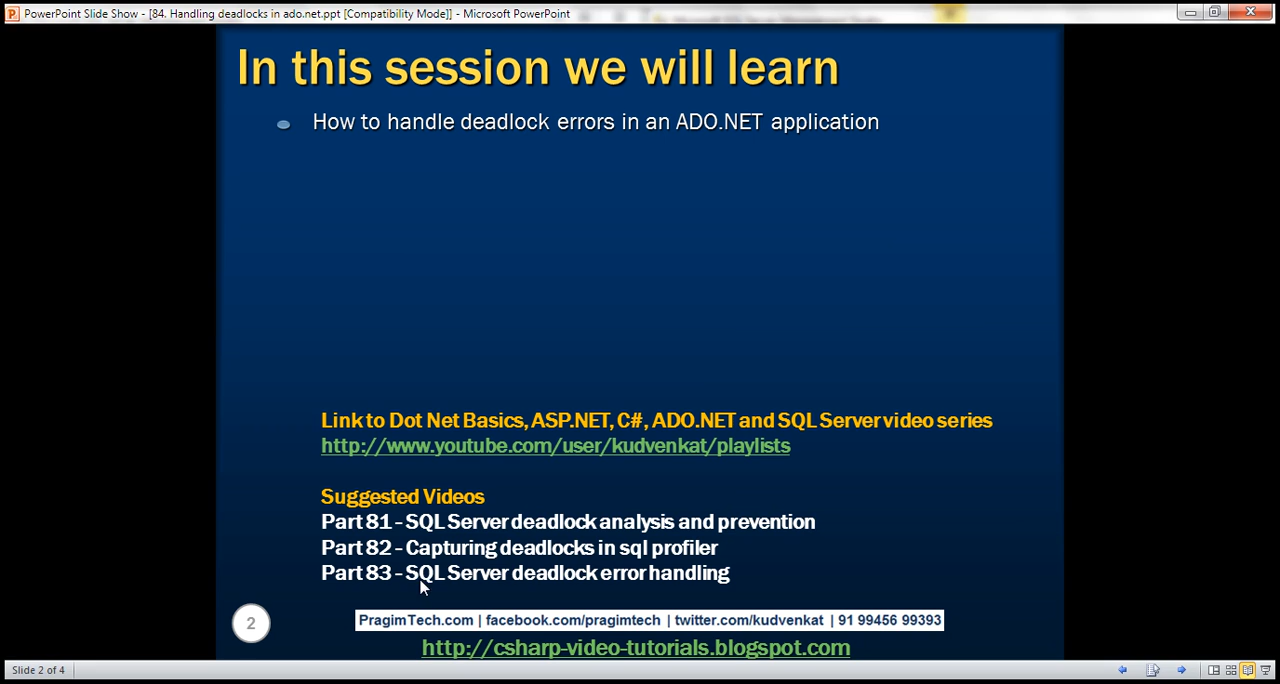 PowerPoint Slide Show - [84. Handling deadlocks in ado.net.ppt [Compatibility Mode]] - Microsoft PowerPoint
In this session we will learn
How to handle deadlock errors in an ADO.NET application
Link to Dot Net Basics, ASP.NET, C#, ADO.NET and SQL Server video series
http://www.youtube.com/user/kudvenkat/playlists
Suggested Videos
Part 81 - SQL Server deadlock analysis and prevention
Part 82 - Capturing deadlocks in sql profiler
Part 83 - SQL Server deadlock error handling
2
PragimTech.com | facebook.com/pragimtech | twitter.com/kudvenkat | 91 99456 99393
http://csharp-video-tutorials.blogspot.com
Slide 2 of 4